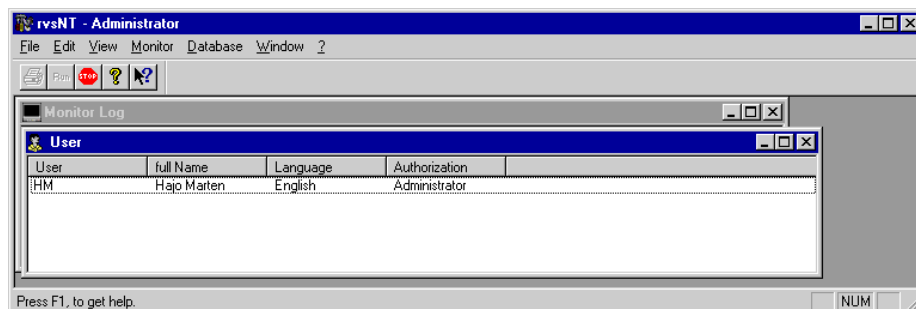 rvsNT - Administrator
File Edit View Monitor Database Window ?
Run STOP ? ?
Monitor Log
User
User full Name Language Authorization
HM Hajo Marten English Administrator
Press F1, to get help. NUM